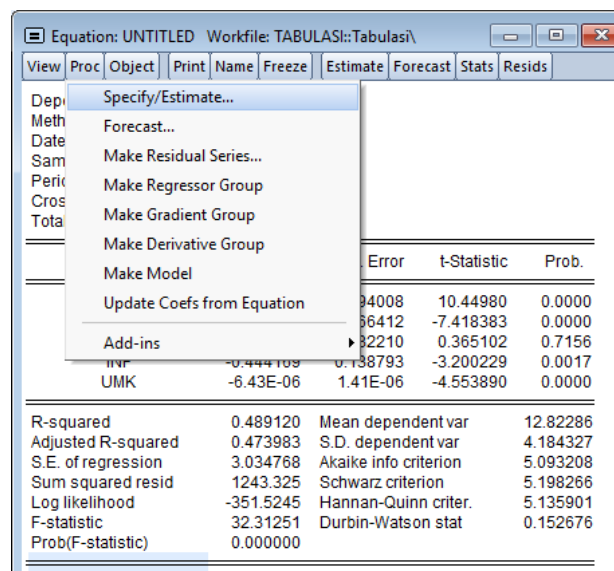 Equation: UNTITLED Workfile: TABULASI::Tabulasi\
View Proc Object Print Name Freeze Estimate Forecast Stats Resids
Specify/Estimate...
Forecast...
Make Residual Series...
Make Regressor Group
Make Gradient Group
Make Derivative Group
Make Model
Update Coefs from Equation
Add-ins
Error t-Statistic Prob.
94008 10.44980 0.0000
66412 -7.418383 0.0000
32210 0.365102 0.7156
INF -0.444169 0.138793 -3.200229 0.0017
UMK -6.43E-06 1.41E-06 -4.553890 0.0000
R-squared 0.489120 Mean dependent var 12.82286
Adjusted R-squared 0.473983 S.D. dependent var 4.184327
S.E. of regression 3.034768 Akaike info criterion 5.093208
Sum squared resid 1243.325 Schwarz criterion 5.198266
Log likelihood -351.5245 Hannan-Quinn criter. 5.135901
F-statistic 32.31251 Durbin-Watson stat 0.152676
Prob(F-statistic) 0.000000